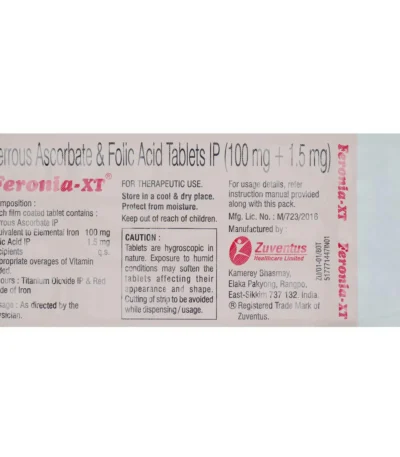 errous Ascorbate & Folic Acid Tablets IP (100 mg + 1.5 mg)
Feronia-XT®
omposition :
ch film coated tablet contains :
rrous Ascorbate IP
uivalent to Elemental Iron 100 mg
lic Acid IP 1.5 mg
cipients q.s.
propriate overages of Vitamin
ded.
ours : Titanium Dioxide IP & Red
de of Iron
sage : As directed by the
ysician.
FOR THERAPEUTIC USE.
Store in a cool & dry place.
Protect from moisture.
Keep out of reach of children.
CAUTION :
Tablets are hygroscopic in
nature. Exposure to humid
conditions may soften the
tablets affecting their
appearance and shape.
Cutting of strip to be avoided
while dispensing / usage.
For usage details, refer
instruction manual provided
along with this pack.
Mfg. Lic. No. : M/723/2016
Manufactured by :
Zuventus
Healthcare Limited
Kamerey Bhasmay,
Elaka Pakyong, Rangpo,
East-Sikkim 737 132, India.
® Registered Trade Mark of
Zuventus.
Feronia-XT
Feronia-XT